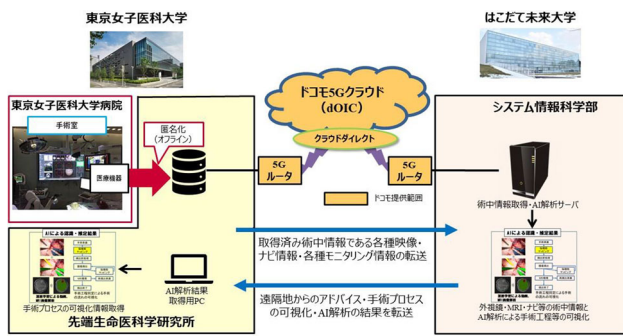 東京女子医科大学
はこだて未来大学
東京女子医科大学病院
手術室
医療機器
匿名化
(オフライン)
ドコモ5Gクラウド
(dOIC)
クラウドダイレクト
5G
ルータ
5G
ルータ
ドコモ提供範囲
システム情報科学部
術中情報取得・AI解析サーバ
取得済み術中情報である各種映像・
ナビ情報・各種モニタリング情報の転送
AIによる認識・推定結果
手術プロセスの可視化情報取得
AI解析結果
取得用PC
先端生命医科学研究所
遠隔地からのアドバイス・手術プロセス
の可視化・AI解析の結果を転送
AIによる認識・推定結果
外視鏡・MRI・ナビ等の術中情報と
AI解析による手術工程等の可視化